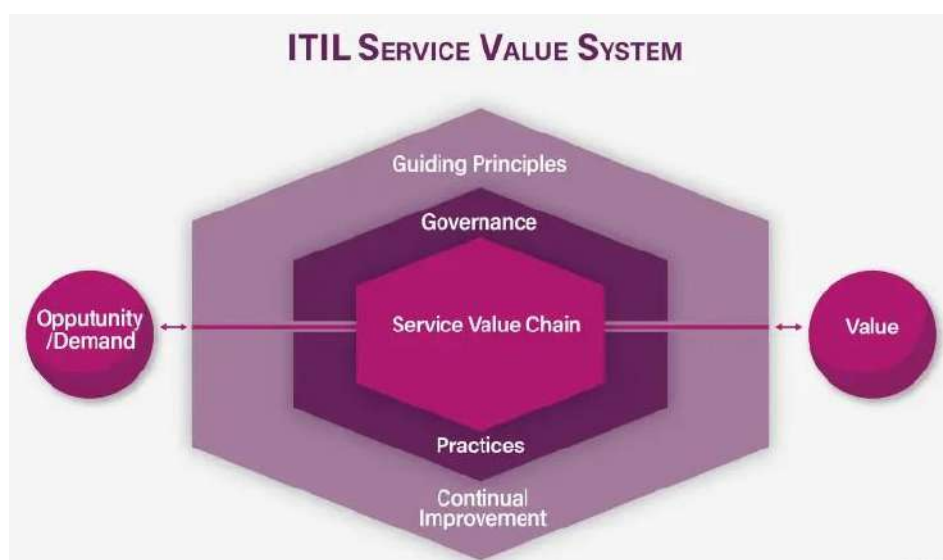 ITIL SERVICE VALUE SYSTEM
Guiding Principles
Governance
Opputunity
/Demand
Service Value Chain
Value
Practices
Continual
Improvement